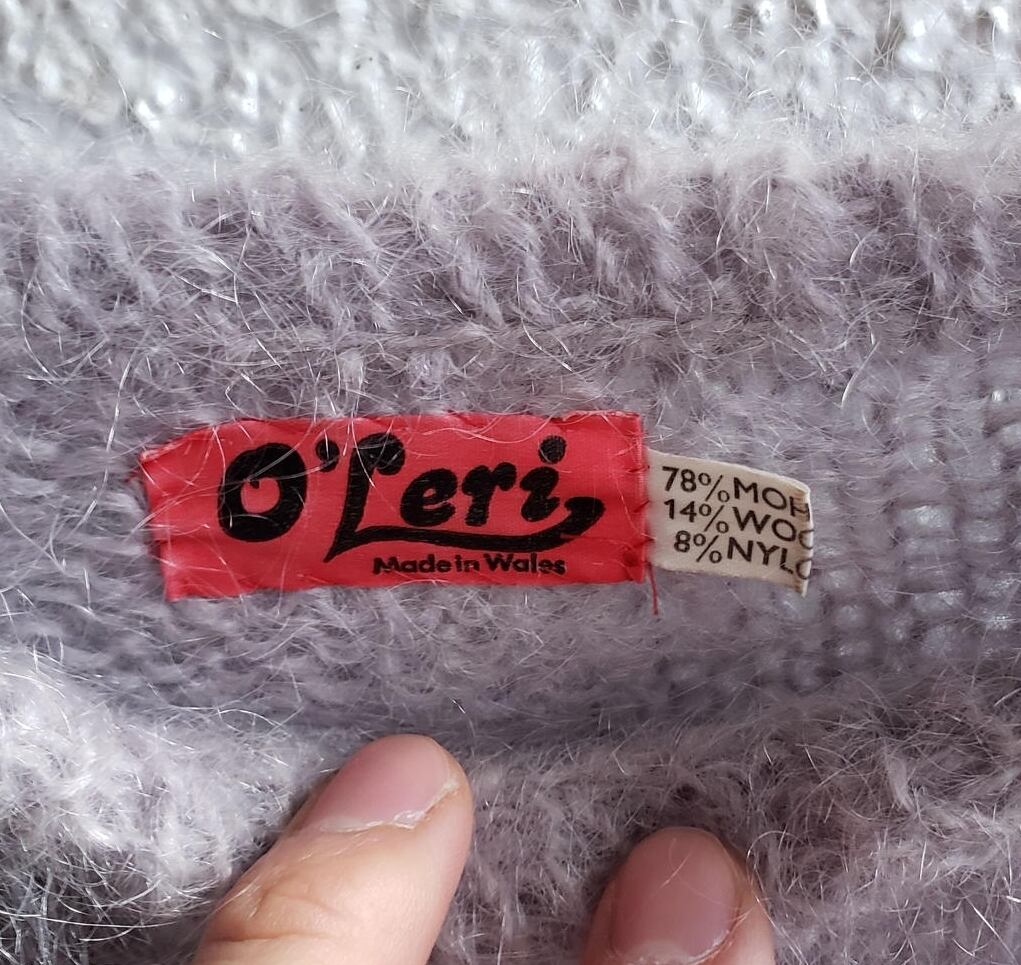 O'Leri
Made in Wales
78% MOH
14% WOO
8% NYLO